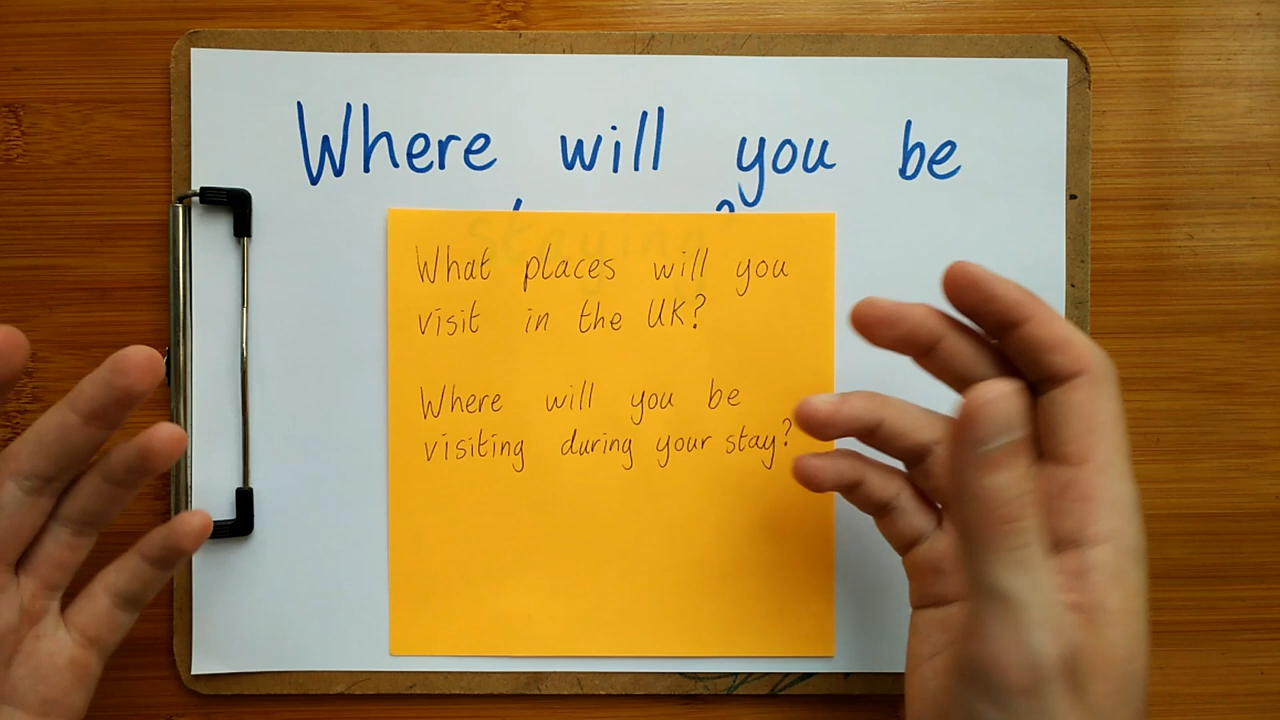 Where will you be
staying?
What places will you
visit in the UK?
Where will you be
visiting during your stay?